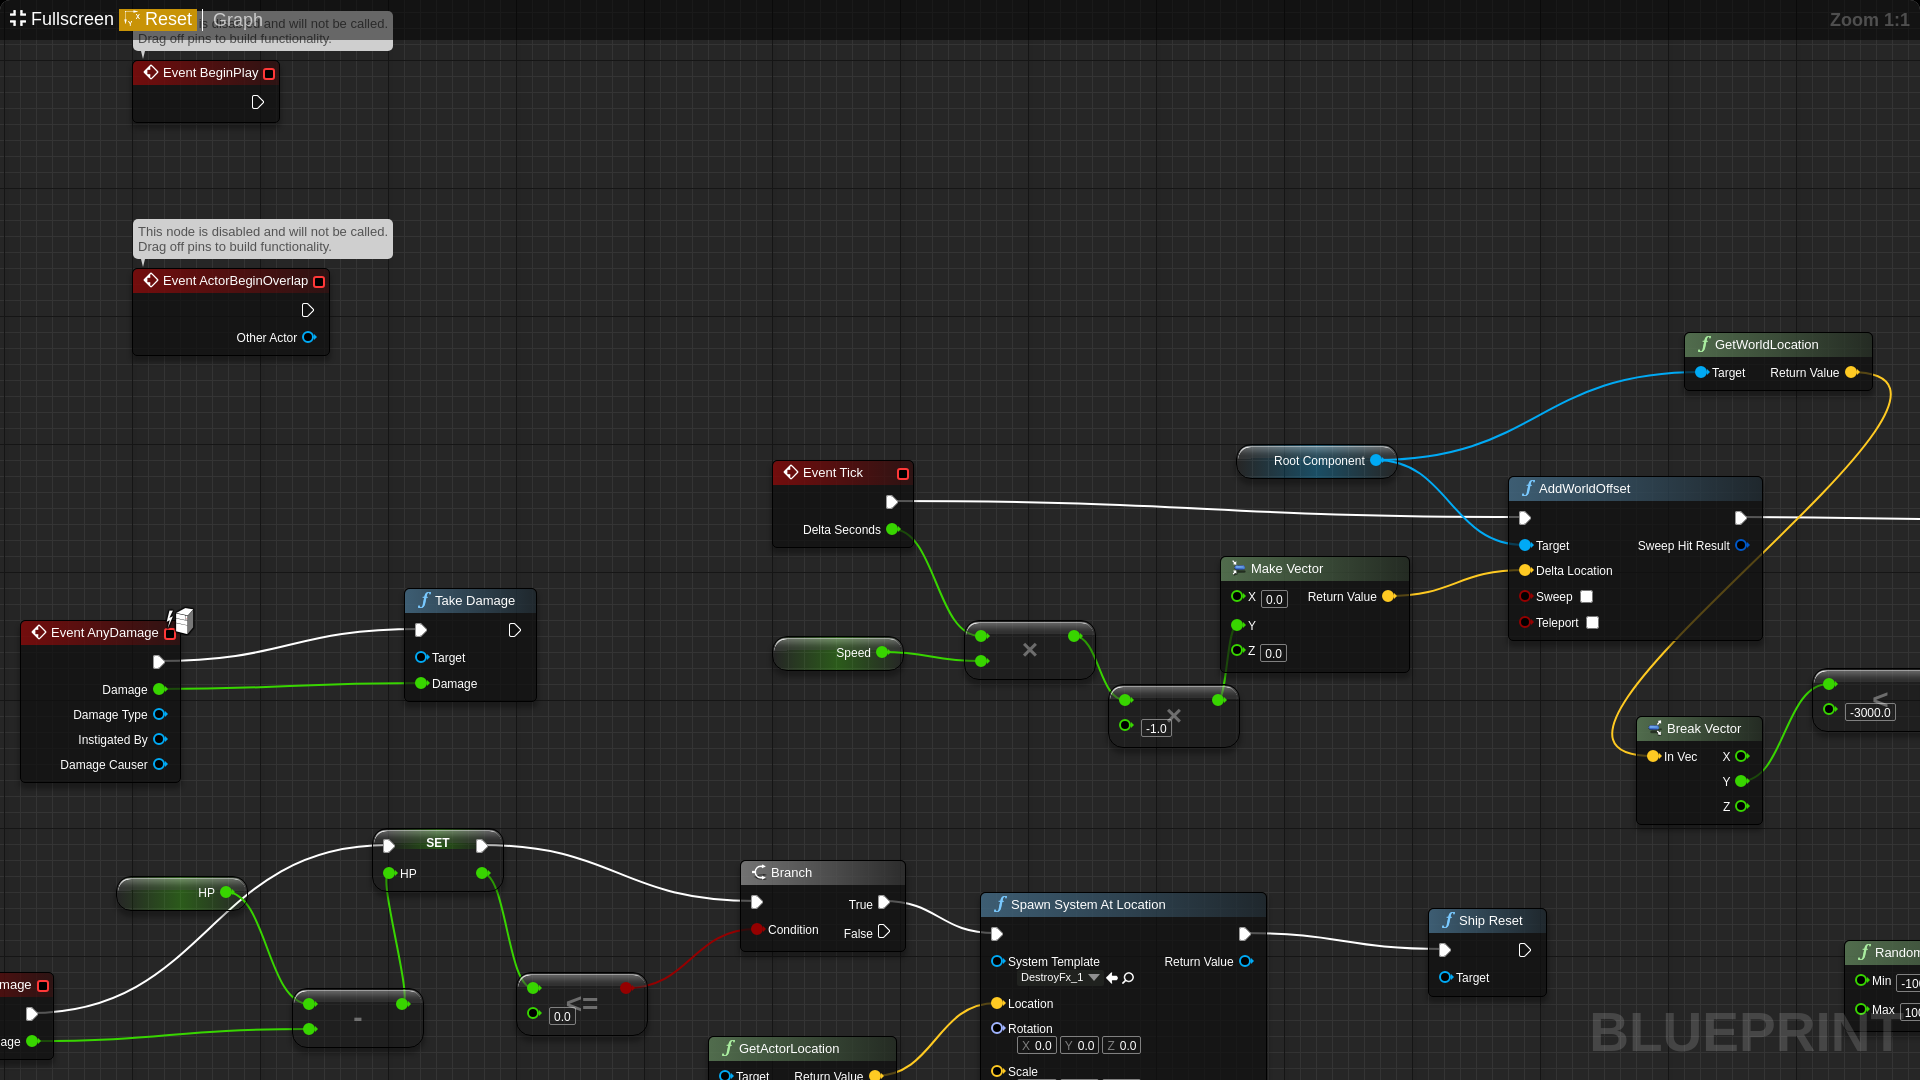 Fullscreen
Reset
Graph
Zoom 1:1
is disabled and will not be called.
Drag off pins to build functionality.
Event BeginPlay
This node is disabled and will not be called.
Drag off pins to build functionality.
Event ActorBeginOverlap
Other Actor
GetWorldLocation
Target Return Value
Root Component
Event Tick
Delta Seconds
AddWorldOffset
Target Sweep Hit Result
Delta Location
Sweep
Teleport
Make Vector
X 0.0 Return Value
Y
Z 0.0
Speed
×
×
-1.0
Event AnyDamage
Damage
Damage Type
Instigated By
Damage Causer
Take Damage
Target
Damage
<
-3000.0
Break Vector
In Vec X
Y
Z
SET
HP
HP
Branch
True
Condition False
Spawn System At Location
System Template Return Value
DestroyFx_1
Location
Rotation
X 0.0 Y 0.0 Z 0.0
Scale
Ship Reset
Target
Random
Min -100
Max 100
mage
age
-
<=
0.0
GetActorLocation
Target Return Value
BLUEPRINT